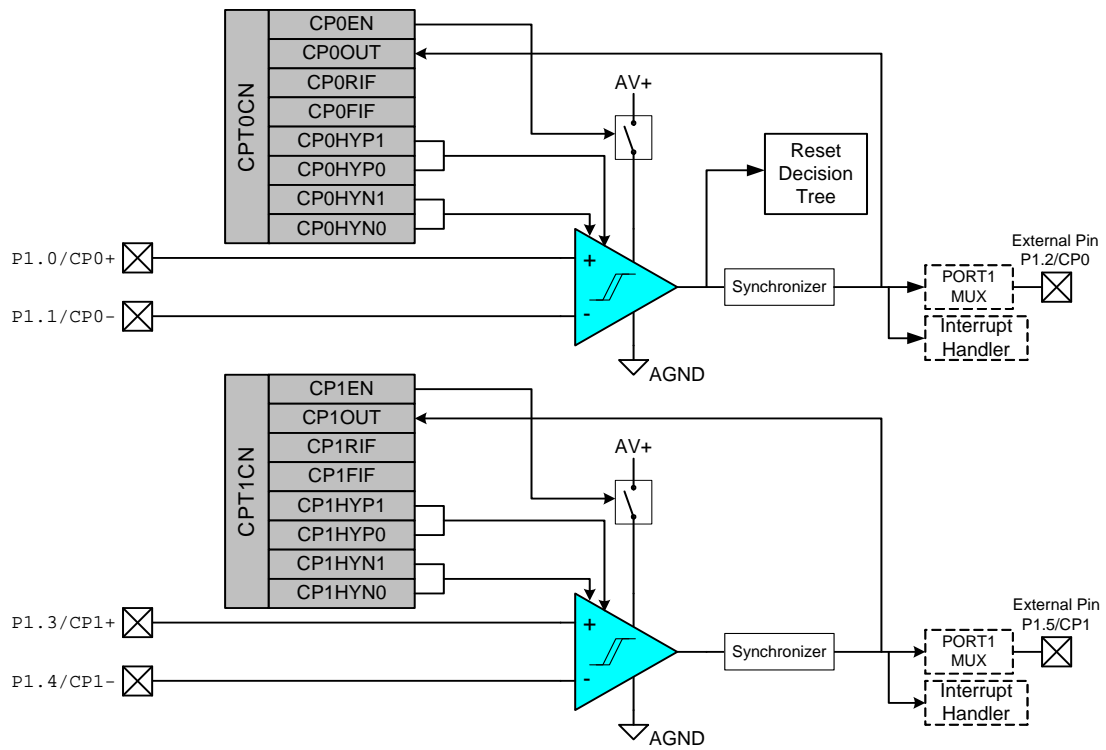 CPT0CN
CP0EN
CP0OUT
CP0RIF
CP0FIF
CP0HYP1
CP0HYP0
CP0HYN1
CP0HYN0
AV+
Reset
Decision
Tree
P1.0/CP0+
P1.1/CP0-
+
-
Synchronizer
External Pin
P1.2/CP0
PORT1
MUX
Interrupt
Handler
AGND
CPT1CN
CP1EN
CP1OUT
CP1RIF
CP1FIF
CP1HYP1
CP1HYP0
CP1HYN1
CP1HYN0
AV+
P1.3/CP1+
P1.4/CP1-
+
-
Synchronizer
External Pin
P1.5/CP1
PORT1
MUX
Interrupt
Handler
AGND